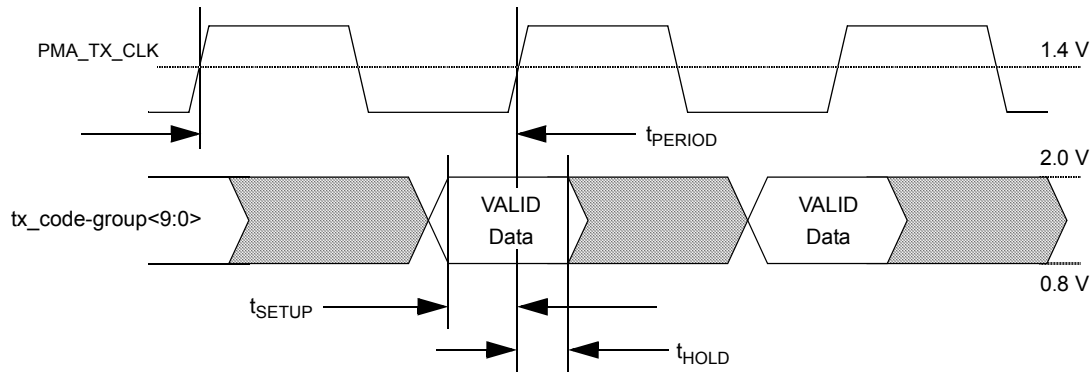 PMA_TX_CLK
1.4 V
tPERIOD
2.0 V
tx_code-group<9:0>
VALID
Data
VALID
Data
0.8 V
tSETUP
tHOLD